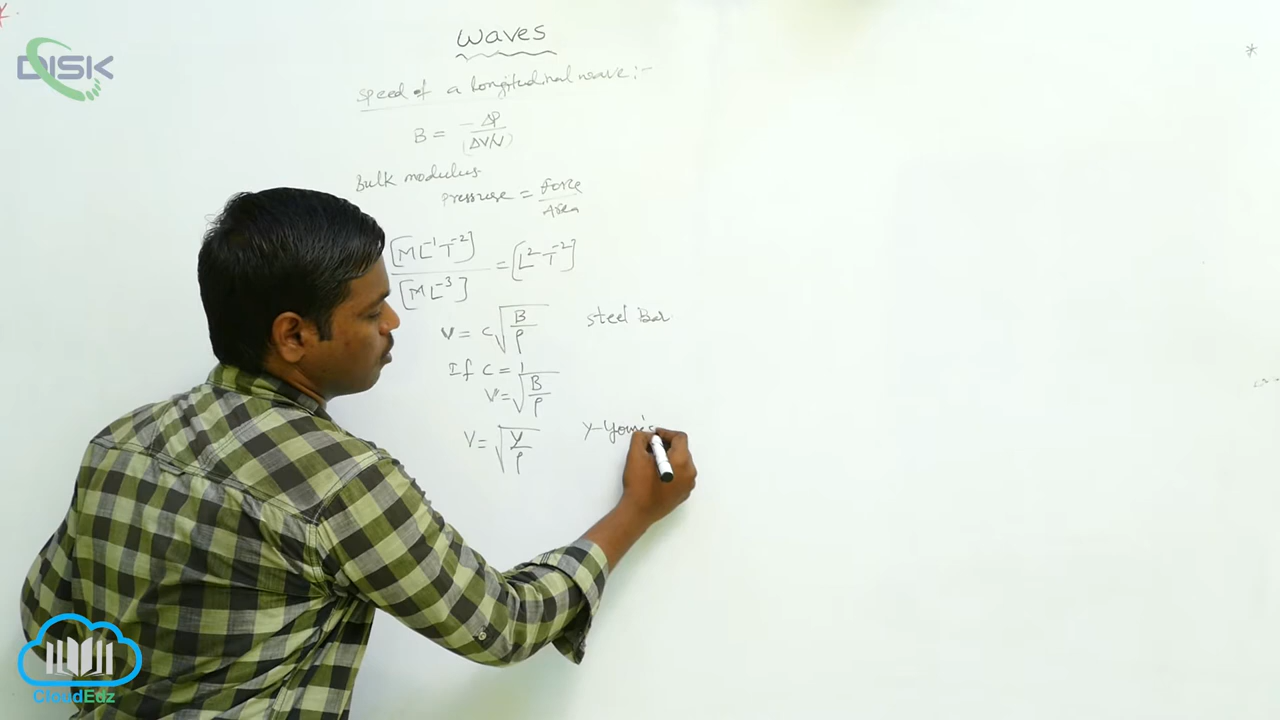 DISK
Waves
Speed of a longitudinal wave:-
B = -ΔP/(ΔV/V)
Bulk modulus
Pressure = Force/Area
[ML⁻¹T⁻²]/[ML⁻³] = [L²T⁻²]
V = C√(B/ρ) Steel Bar
If C = 1
V = √(B/ρ)
V = √(Y/ρ) Y-
CloudEdz